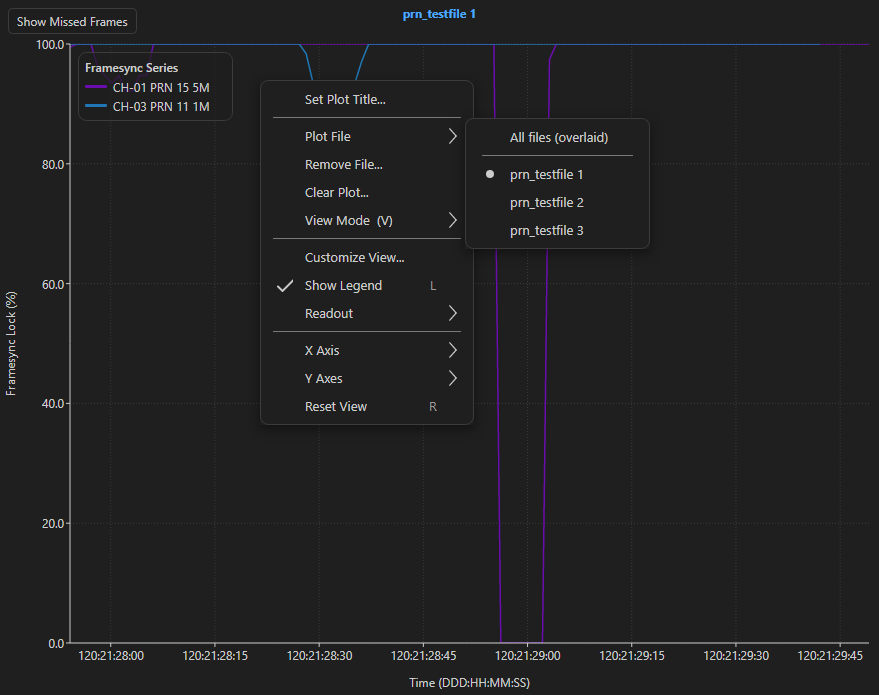 Show Missed Frames
prn_testfile 1
100.0
80.0
60.0
40.0
20.0
0.0
Framesync Lock (%)
Framesync Series
CH-01 PRN 15 5M
CH-03 PRN 11 1M
Set Plot Title...
Plot File
Remove File...
Clear Plot...
View Mode (V)
Customize View...
Show Legend L
Readout
X Axis
Y Axes
Reset View R
All files (overlaid)
prn_testfile 1
prn_testfile 2
prn_testfile 3
120:21:28:00 120:21:28:15 120:21:28:30 120:21:28:45 120:21:29:00 120:21:29:15 120:21:29:30 120:21:29:45
Time (DDD:HH:MM:SS)